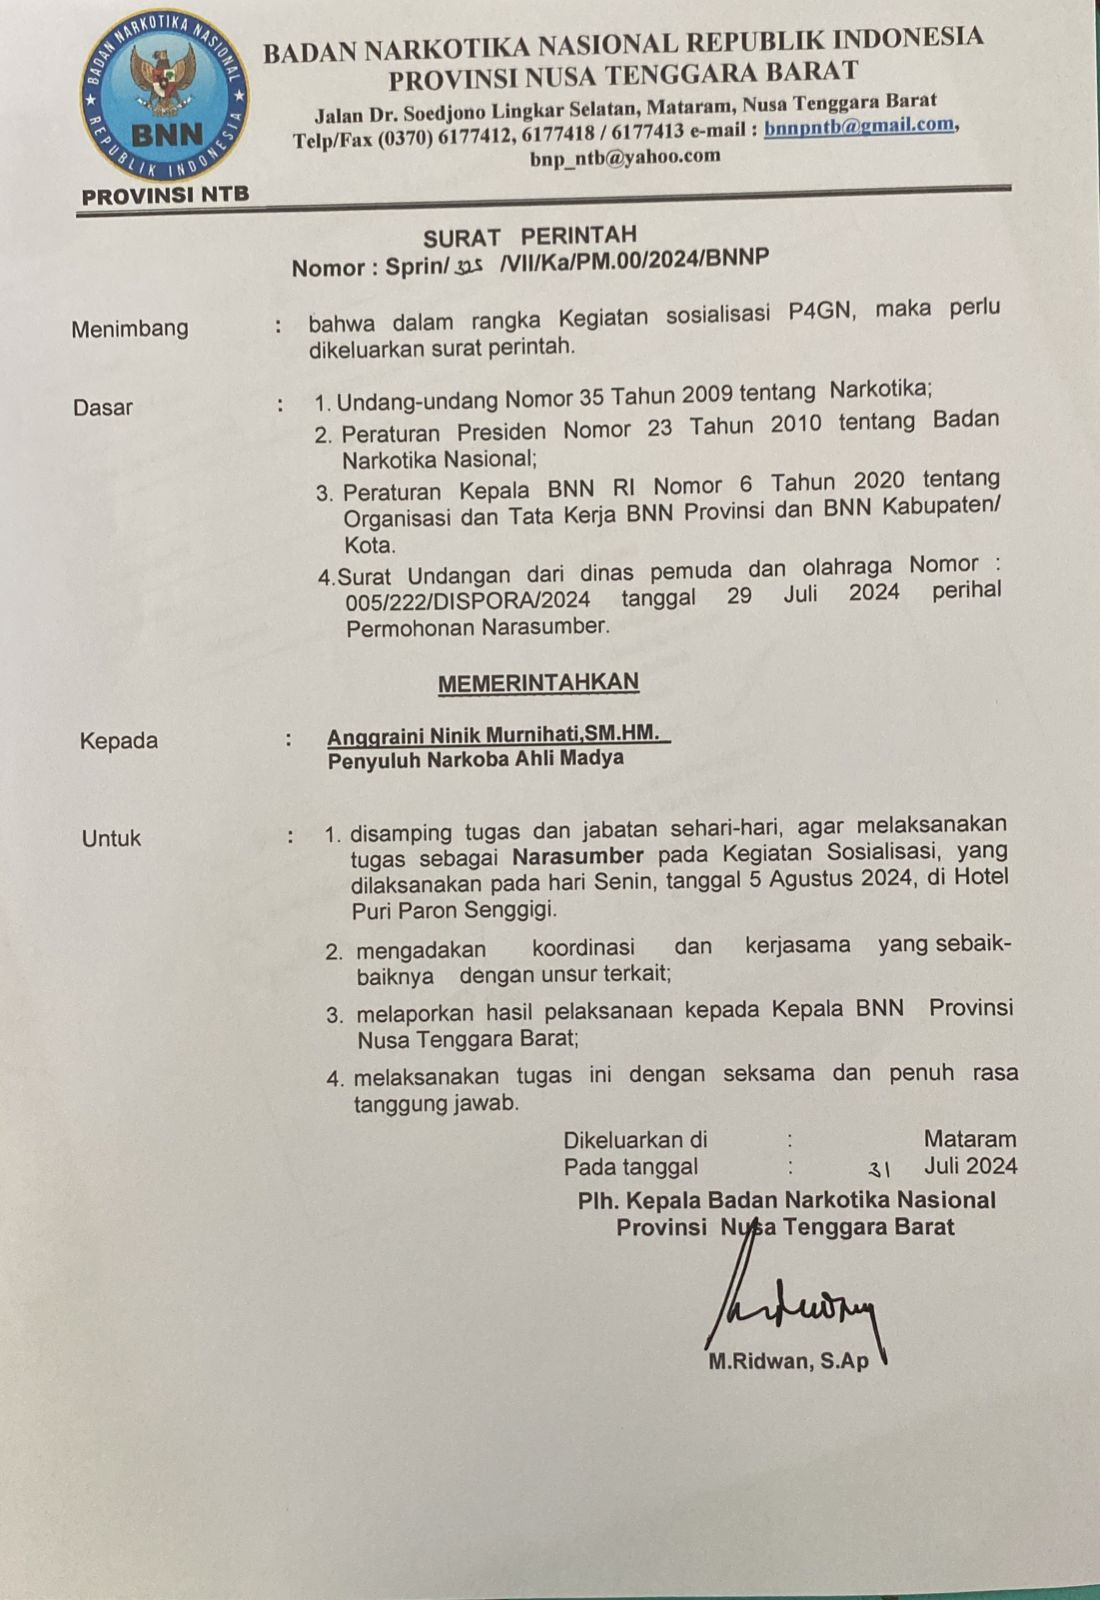 BADAN NARKOTIKA NASIONAL
REPUBLIK INDONESIA
BNN
PROVINSI NTB
BADAN NARKOTIKA NASIONAL REPUBLIK INDONESIA
PROVINSI NUSA TENGGARA BARAT
Jalan Dr. Soedjono Lingkar Selatan, Mataram, Nusa Tenggara Barat
Telp/Fax (0370) 6177412, 6177418 / 6177413 e-mail : bnnpntb@gmail.com,
bnp_ntb@yahoo.com
SURAT PERINTAH
Nomor : Sprin/ 325 /VII/Ka/PM.00/2024/BNNP
Menimbang : bahwa dalam rangka Kegiatan sosialisasi P4GN, maka perlu
dikeluarkan surat perintah.
Dasar : 1. Undang-undang Nomor 35 Tahun 2009 tentang Narkotika;
2. Peraturan Presiden Nomor 23 Tahun 2010 tentang Badan
Narkotika Nasional;
3. Peraturan Kepala BNN RI Nomor 6 Tahun 2020 tentang
Organisasi dan Tata Kerja BNN Provinsi dan BNN Kabupaten/
Kota.
4.Surat Undangan dari dinas pemuda dan olahraga Nomor :
005/222/DISPORA/2024 tanggal 29 Juli 2024 perihal
Permohonan Narasumber.
MEMERINTAHKAN
Kepada : Anggraini Ninik Murnihati,SM.HM.
Penyuluh Narkoba Ahli Madya
Untuk : 1. disamping tugas dan jabatan sehari-hari, agar melaksanakan
tugas sebagai Narasumber pada Kegiatan Sosialisasi, yang
dilaksanakan pada hari Senin, tanggal 5 Agustus 2024, di Hotel
Puri Paron Senggigi.
2. mengadakan koordinasi dan kerjasama yang sebaik-
baiknya dengan unsur terkait;
3. melaporkan hasil pelaksanaan kepada Kepala BNN Provinsi
Nusa Tenggara Barat;
4. melaksanakan tugas ini dengan seksama dan penuh rasa
tanggung jawab.
Dikeluarkan di : Mataram
Pada tanggal : 31 Juli 2024
Plh. Kepala Badan Narkotika Nasional
Provinsi Nusa Tenggara Barat
M.Ridwan, S.Ap